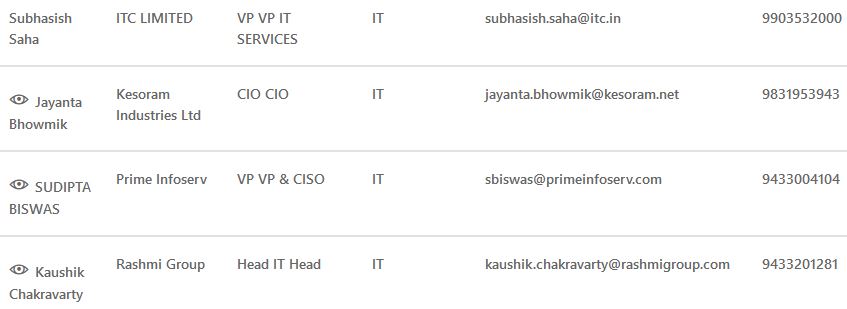 Subhasish Saha ITC LIMITED VP VP IT SERVICES IT subhasish.saha@itc.in 9903532000
Jayanta Bhowmik Kesoram Industries Ltd CIO CIO IT jayanta.bhowmik@kesoram.net 9831953943
SUDIPTA BISWAS Prime Infoserv VP VP & CISO IT sbiswas@primeinfoserv.com 9433004104
Kaushik Chakravarty Rashmi Group Head IT Head IT kaushik.chakravarty@rashmigroup.com 9433201281